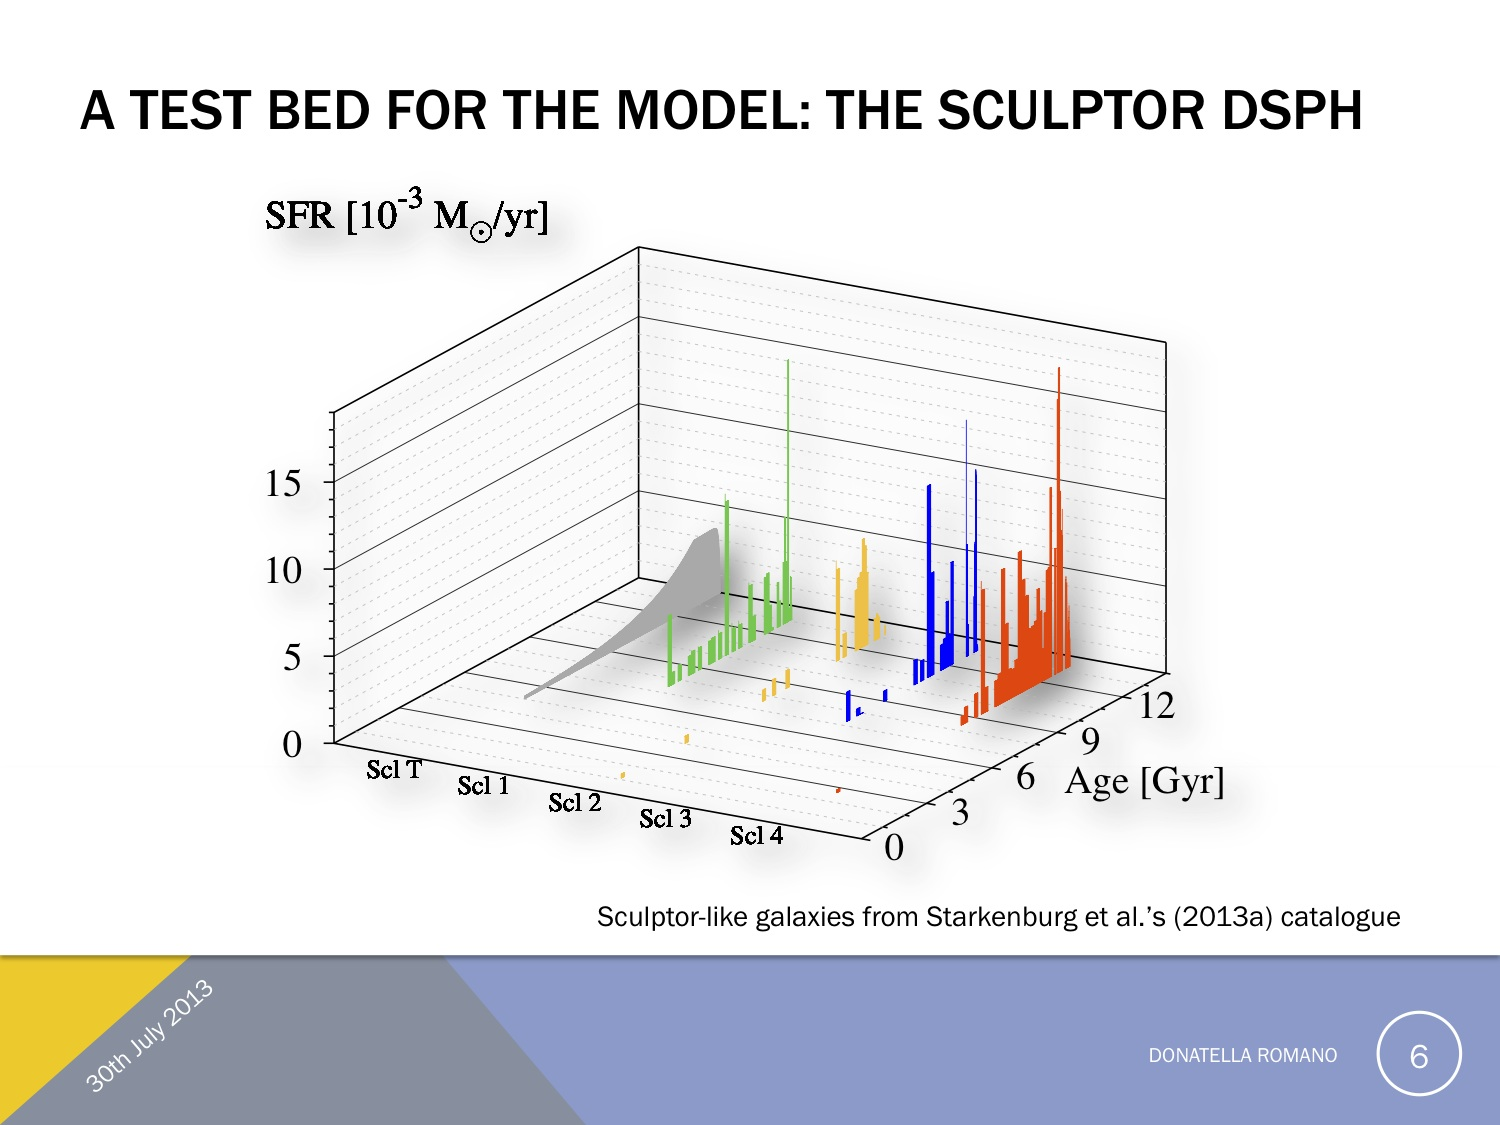 A TEST BED FOR THE MODEL: THE SCULPTOR DSPH
SFR [10⁻³ M☉/yr]
15
10
5
0
Scl T
Scl 1
Scl 2
Scl 3
Scl 4
0
3
6
9
12
Age [Gyr]
Sculptor-like galaxies from Starkenburg et al.’s (2013a) catalogue
30th July 2013
DONATELLA ROMANO
6